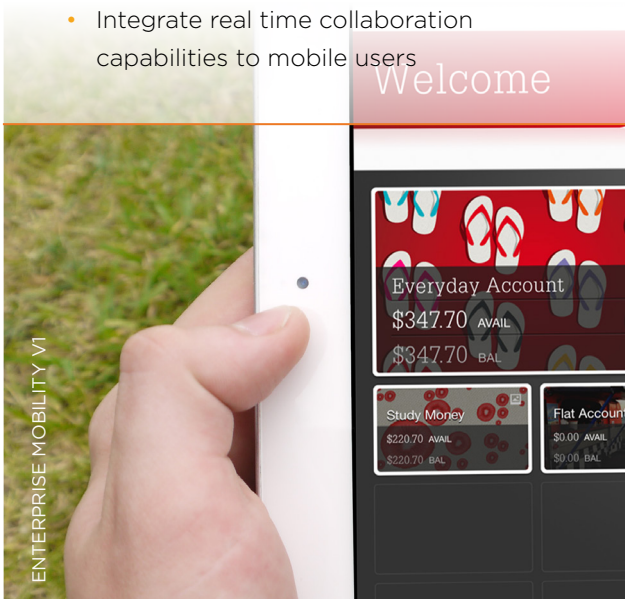 • Integrate real time collaboration
capabilities to mobile users
Welcome
Everyday Account
$347.70 AVAIL
$347.70 BAL
Study Money
$220.70 AVAIL
$220.70 BAL
Flat Account
$0.00 AVAIL
$0.00 BAL
ENTERPRISE MOBILITY V1